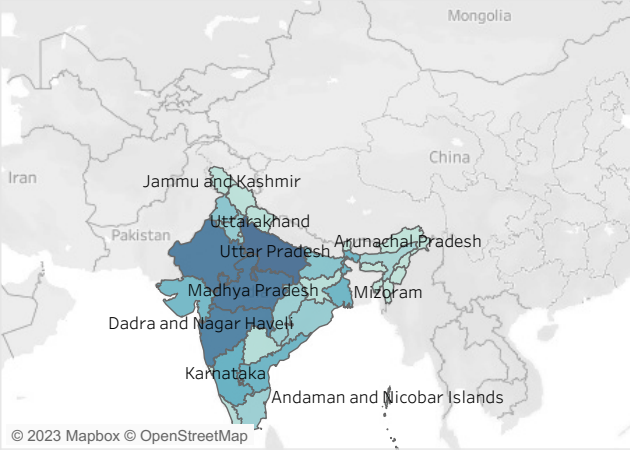 Mongolia
China
Iran
Jammu and Kashmir
Uttarakhand
Pakistan
Arunachal Pradesh
Uttar Pradesh
Madhya Pradesh
Mizoram
Dadra and Nagar Haveli
Karnataka
Andaman and Nicobar Islands
© 2023 Mapbox © OpenStreetMap